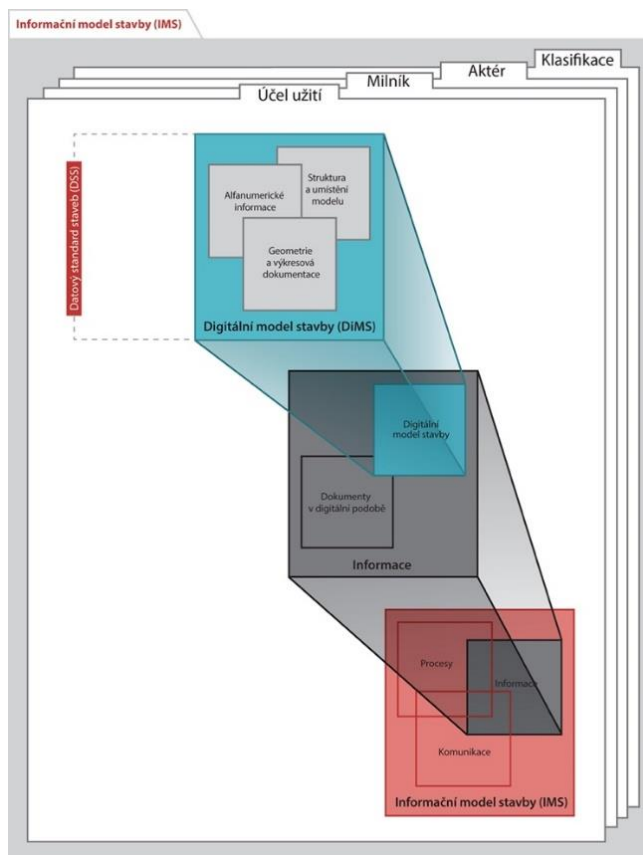 Informační model stavby (IMS)
Klasifikace
Aktér
Milník
Účel užití
Datový standard staveb (DSS)
Struktura
a umístění
modelu
Alfanumerické
informace
Geometrie
a výkresová
dokumentace
Digitální model stavby (DiMS)
Digitální
model stavby
Dokumenty
v digitální podobě
Informace
Procesy
Informace
Komunikace
Informační model stavby (IMS)